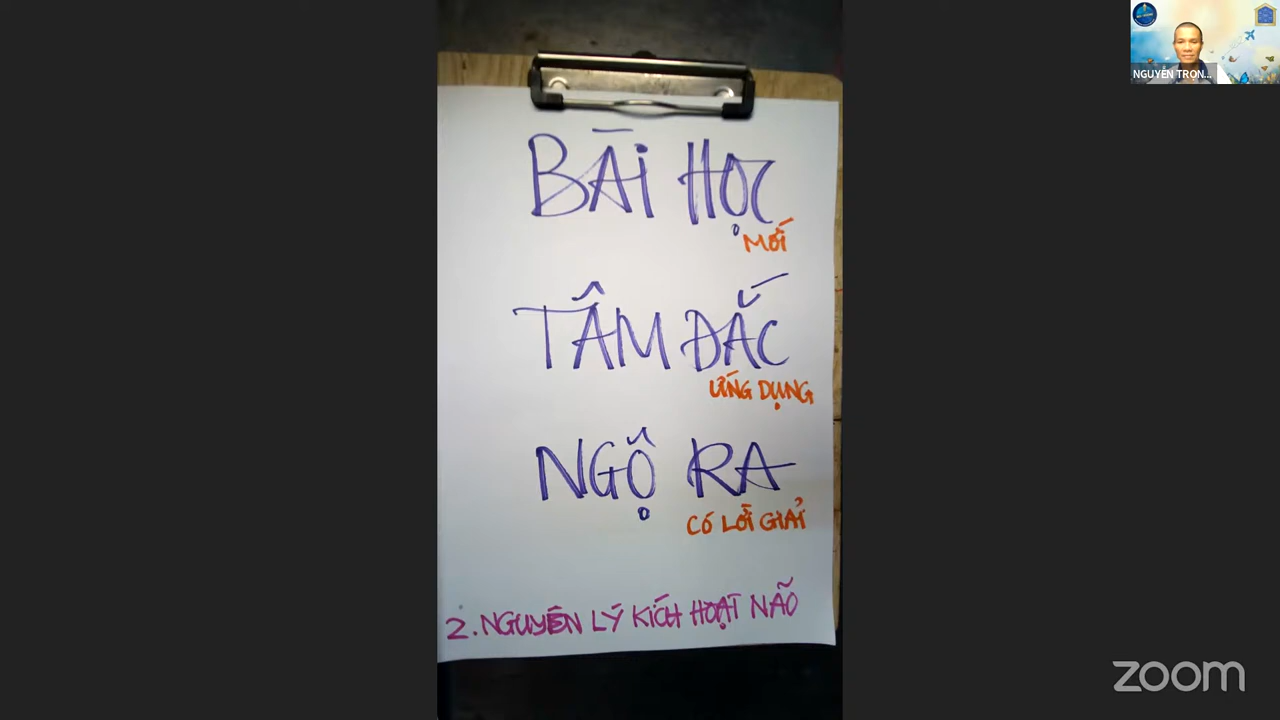 NGUYỄN TRỌN...
BÀI HỌC
MỚI
TÂM ĐẮC
ỨNG DỤNG
NGỘ RA
CÓ LỜI GIẢI
2. NGUYÊN LÝ KÍCH HOẠT NÃO
zoom